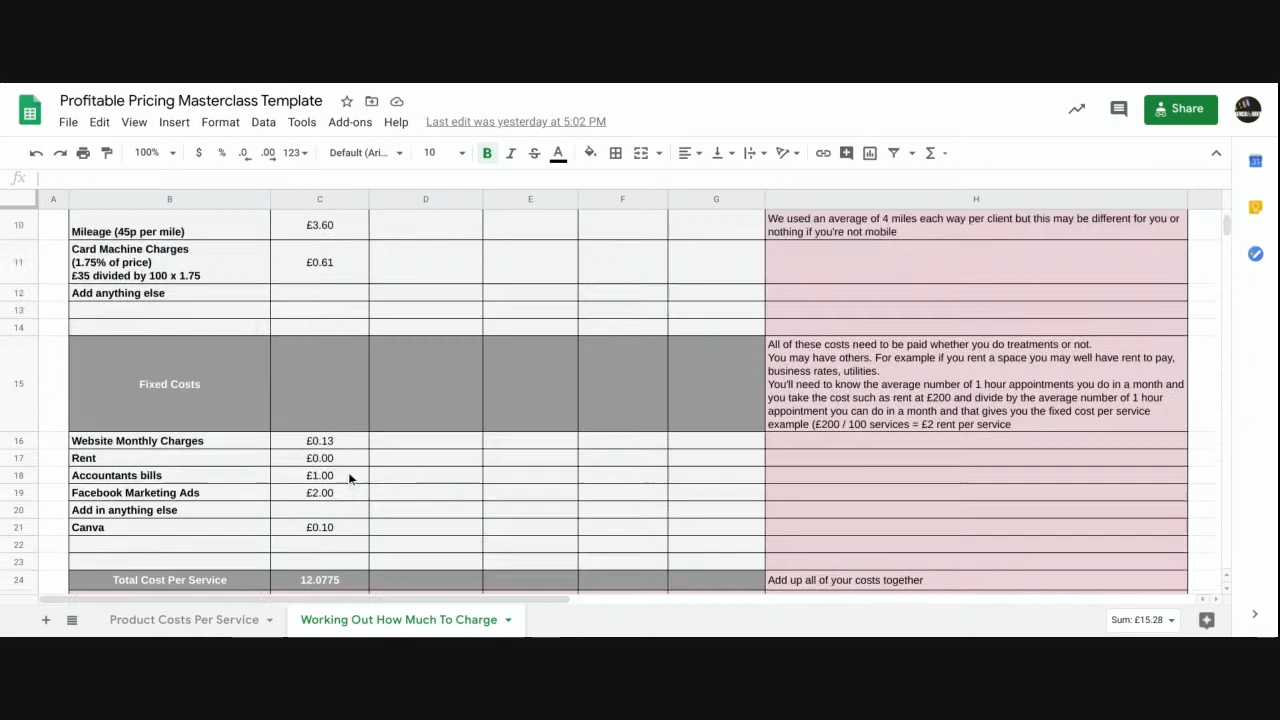 Profitable Pricing Masterclass Template
Share
File Edit View Insert Format Data Tools Add-ons Help Last edit was yesterday at 5:02 PM
100% $ % .0 .00 123 Default (Ari... 10 B I S A Σ
fx
A B C D E F G H
10 Mileage (45p per mile) £3.60 We used an average of 4 miles each way per client but this may be different for you or
nothing if you're not mobile
11 Card Machine Charges
(1.75% of price)
£35 divided by 100 x 1.75 £0.61
12 Add anything else
13
14
15 Fixed Costs All of these costs need to be paid whether you do treatments or not.
You may have others. For example if you rent a space you may well have rent to pay,
business rates, utilities.
You'll need to know the average number of 1 hour appointments you do in a month and
you take the cost such as rent at £200 and divide by the average number of 1 hour
appointment you can do in a month and that gives you the fixed cost per service
example (£200 / 100 services = £2 rent per service
16 Website Monthly Charges £0.13
17 Rent £0.00
18 Accountants bills £1.00
19 Facebook Marketing Ads £2.00
20 Add in anything else
21 Canva £0.10
22
23
24 Total Cost Per Service 12.0775 Add up all of your costs together
Product Costs Per Service Working Out How Much To Charge Sum: £15.28